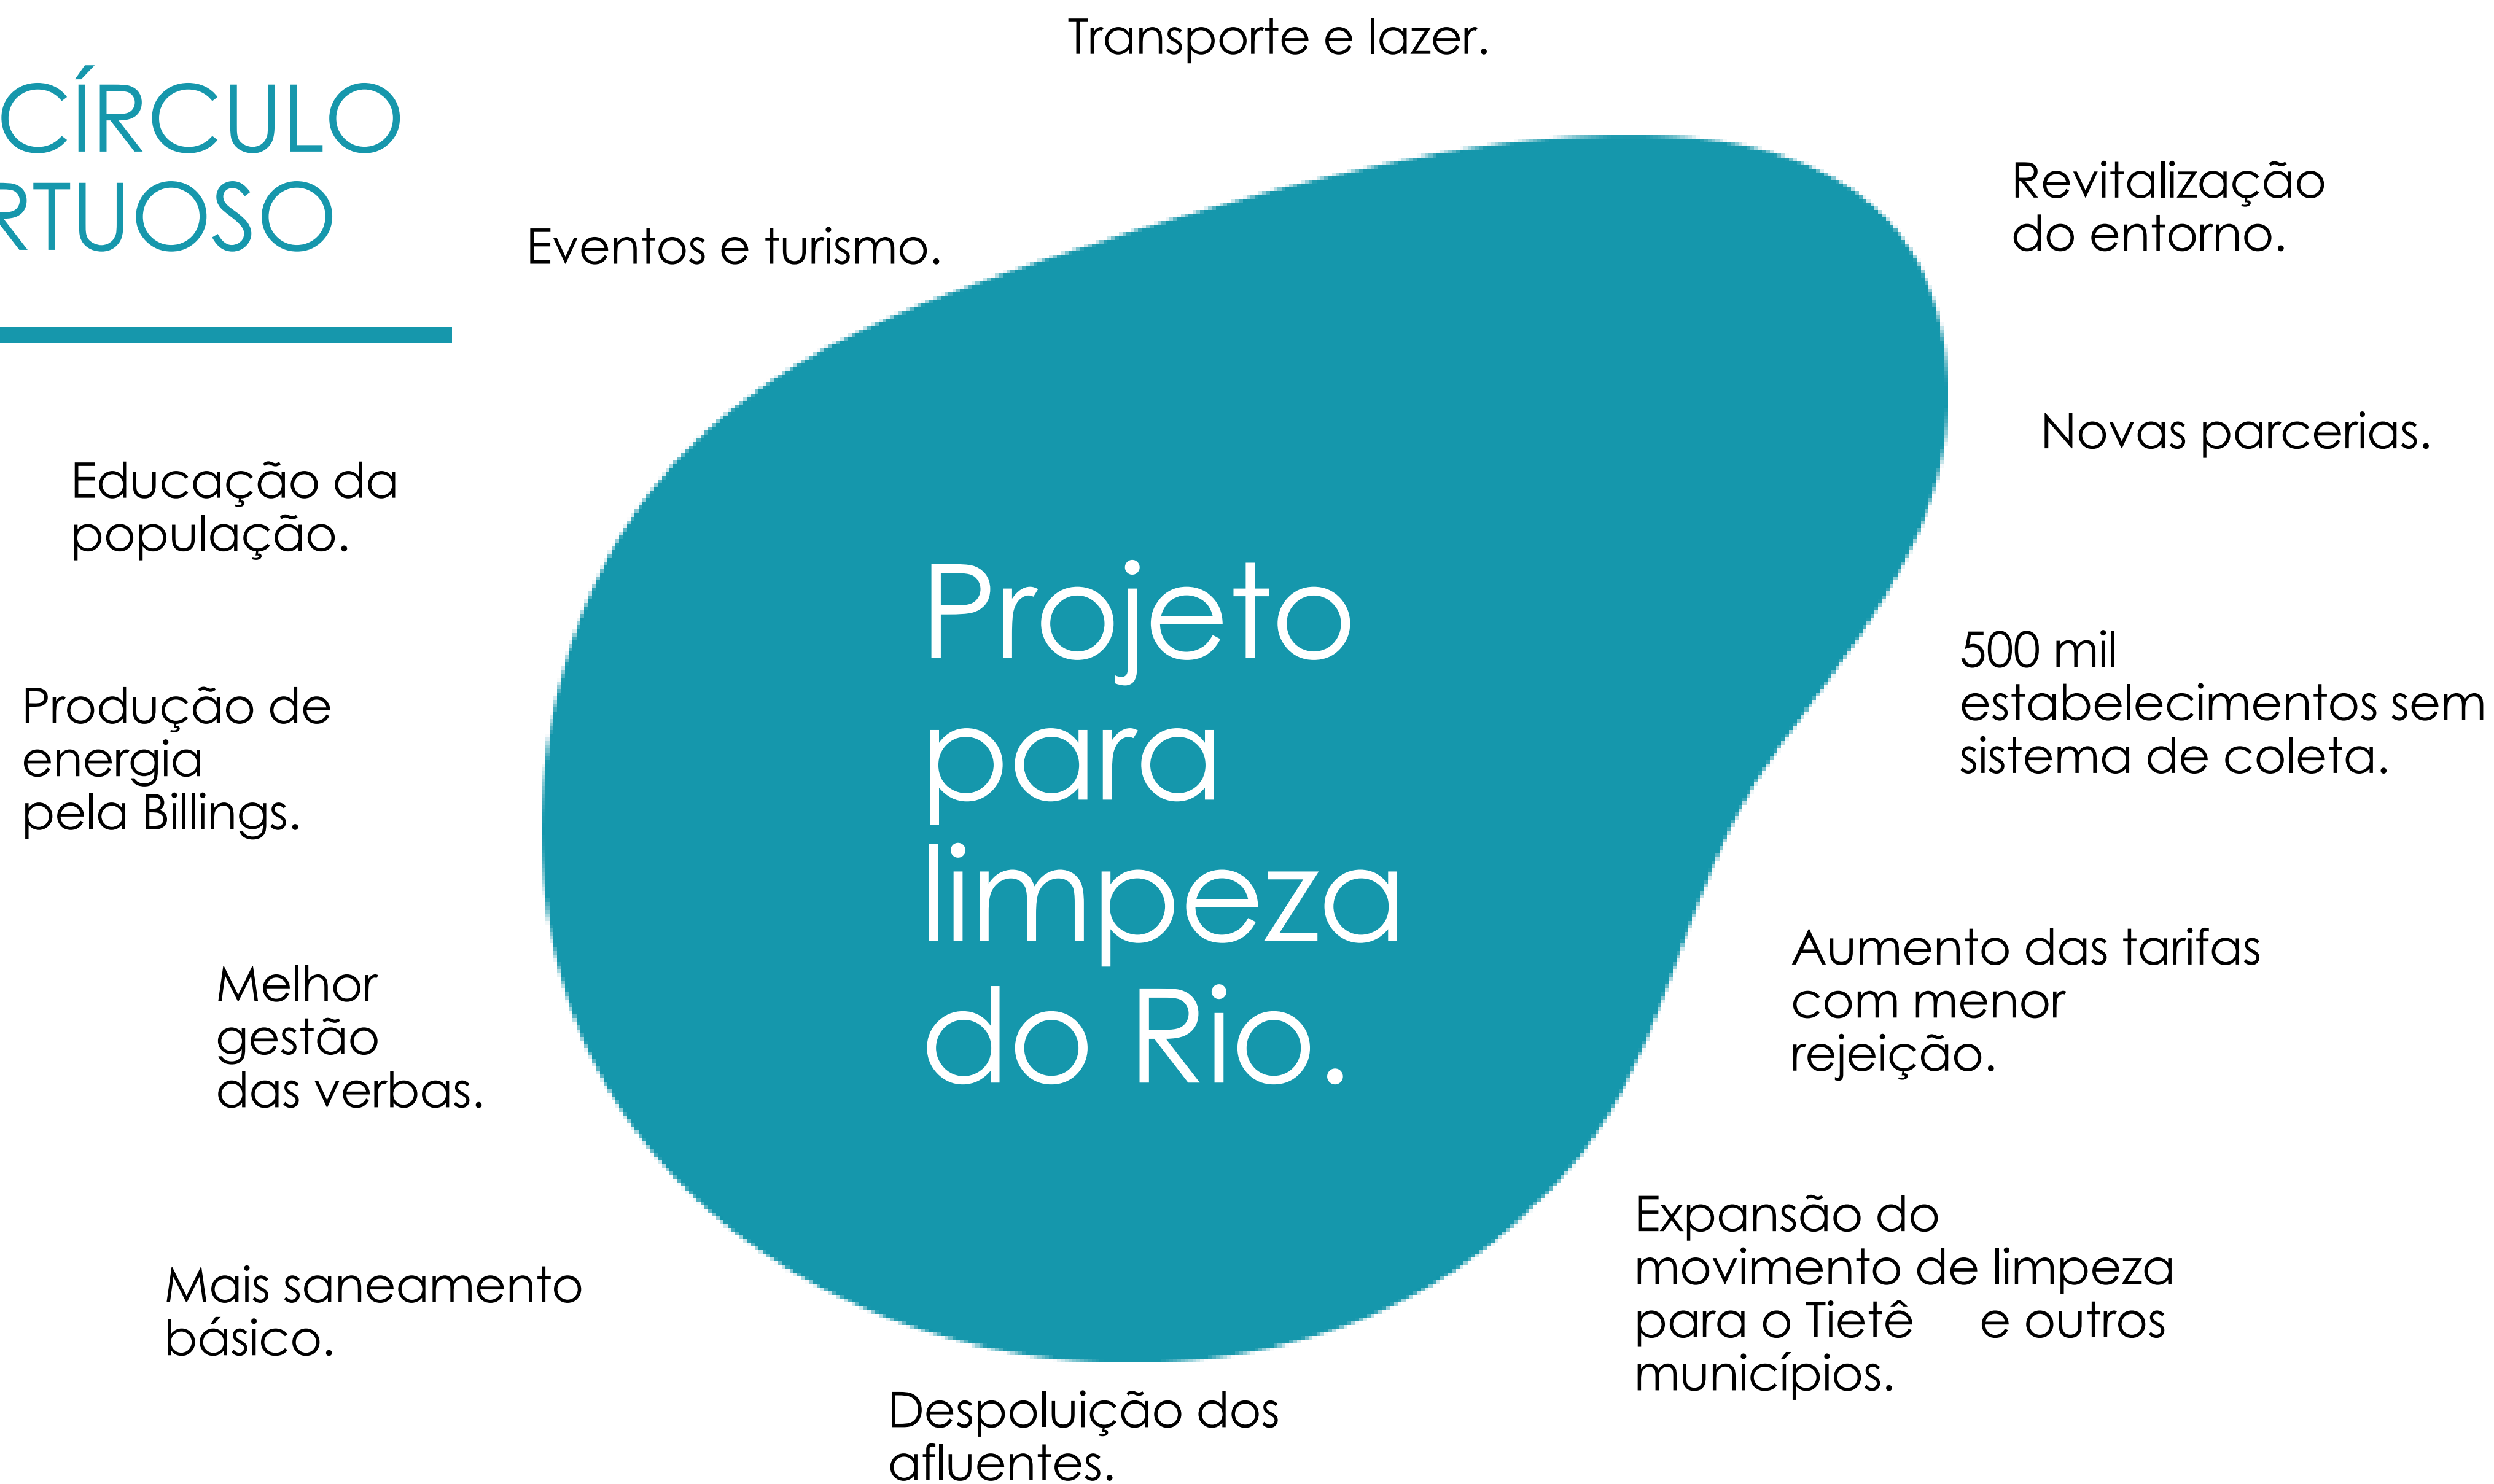 Transporte e lazer.
CÍRCULO
RTUOSO
Eventos e turismo.
Revitalização
do entorno.
Novas parcerias.
Educação da
população.
500 mil
estabelecimentos sem
sistema de coleta.
Produção de
energia
pela Billings.
Projeto
para
limpeza
do Rio.
Aumento das tarifas
com menor
rejeição.
Melhor
gestão
das verbas.
Expansão do
movimento de limpeza
para o Tietê e outros
municípios.
Mais saneamento
básico.
Despoluição dos
afluentes.